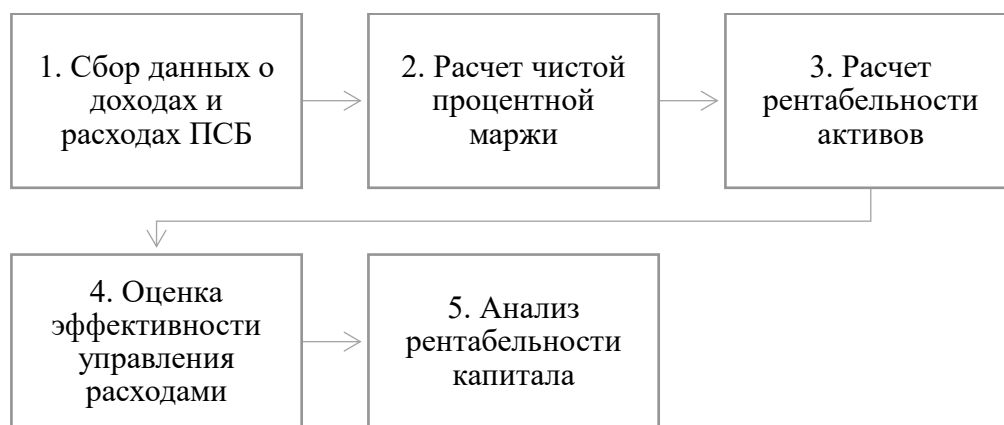 1. Сбор данных о
доходах и
расходах ПСБ
2. Расчет чистой
процентной
маржи
3. Расчет
рентабельности
активов
4. Оценка
эффективности
управления
расходами
5. Анализ
рентабельности
капитала